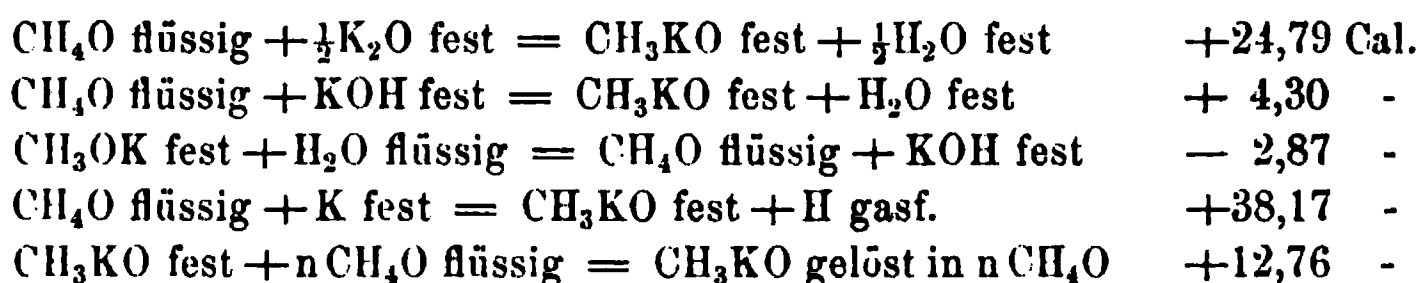 CH₄O flüssig + ½K₂O fest = CH₃KO fest + ½H₂O fest +24,79 Cal.
CH₄O flüssig + KOH fest = CH₃KO fest + H₂O fest + 4,30 -
CH₃OK fest + H₂O flüssig = CH₄O flüssig + KOH fest — 2,87 -
CH₄O flüssig + K fest = CH₃KO fest + H gasf. +38,17 -
CH₃KO fest + n CH₄O flüssig = CH₃KO gelöst in n CH₄O +12,76 -